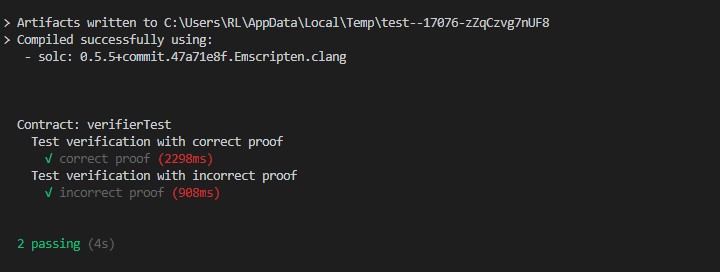 > Artifacts written to C:\Users\RL\AppData\Local\Temp\test--17076-zZqCzvg7nUF8
> Compiled successfully using:
- solc: 0.5.5+commit.47a71e8f.Emscripten.clang
Contract: verifierTest
Test verification with correct proof
√ correct proof (2298ms)
Test verification with incorrect proof
√ incorrect proof (908ms)
2 passing (4s)